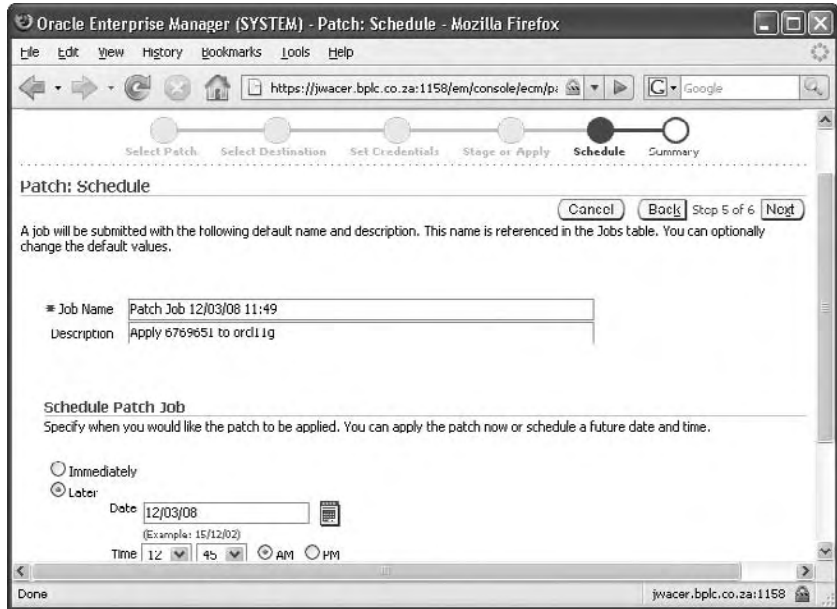 Oracle Enterprise Manager (SYSTEM) - Patch: Schedule - Mozilla Firefox
File Edit View History Bookmarks Tools Help
https://jwacer.bplc.co.za:1158/em/console/ecm/pa
G Google
Select Patch Select Destination Set Credentials Stage or Apply Schedule Summary
Patch: Schedule
Cancel Back Step 5 of 6 Next
A job will be submitted with the following default name and description. This name is referenced in the Jobs table. You can optionally
change the default values.
* Job Name Patch Job 12/03/08 11:49
Description Apply 6769651 to orcl11g
Schedule Patch Job
Specify when you would like the patch to be applied. You can apply the patch now or schedule a future date and time.
Immediately
Later
Date 12/03/08
(Example: 15/12/02)
Time 12 45 AM PM
Done jwacer.bplc.co.za:1158